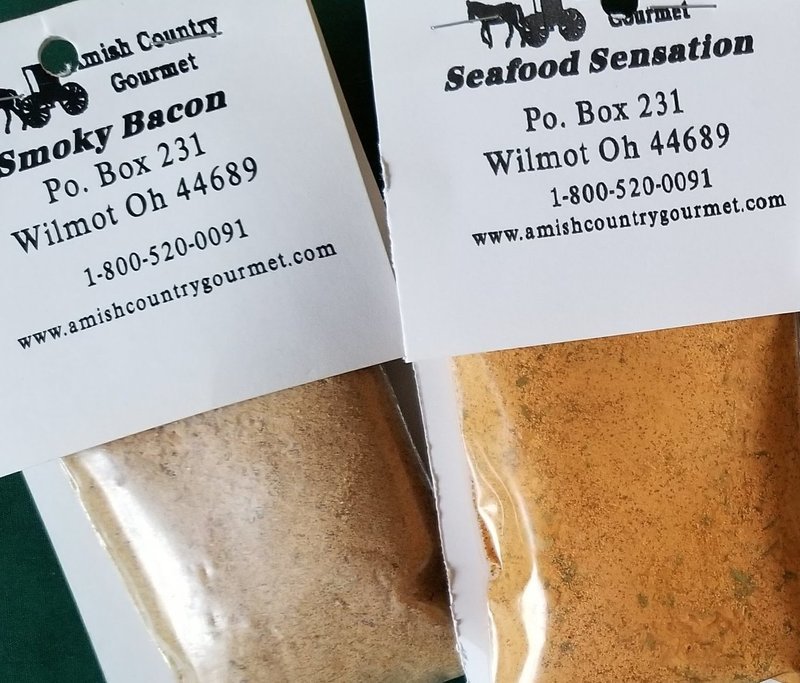 Amish Country
Gourmet
Smoky Bacon
Po. Box 231
Wilmot Oh 44689
1-800-520-0091
www.amishcountrygourmet.com
Gourmet
Seafood Sensation
Po. Box 231
Wilmot Oh 44689
1-800-520-0091
www.amishcountrygourmet.com